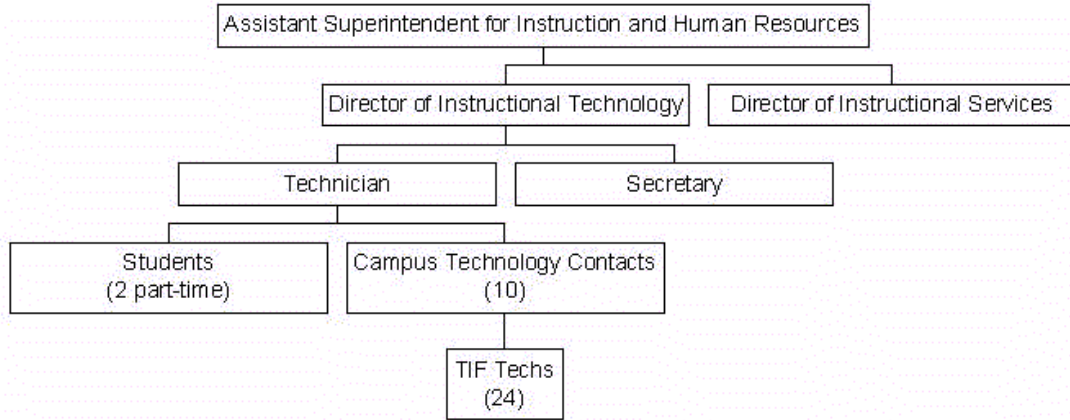 Assistant Superintendent for Instruction and Human Resources
Director of Instructional Technology
Director of Instructional Services
Technician
Secretary
Students
(2 part-time)
Campus Technology Contacts
(10)
TIF Techs
(24)